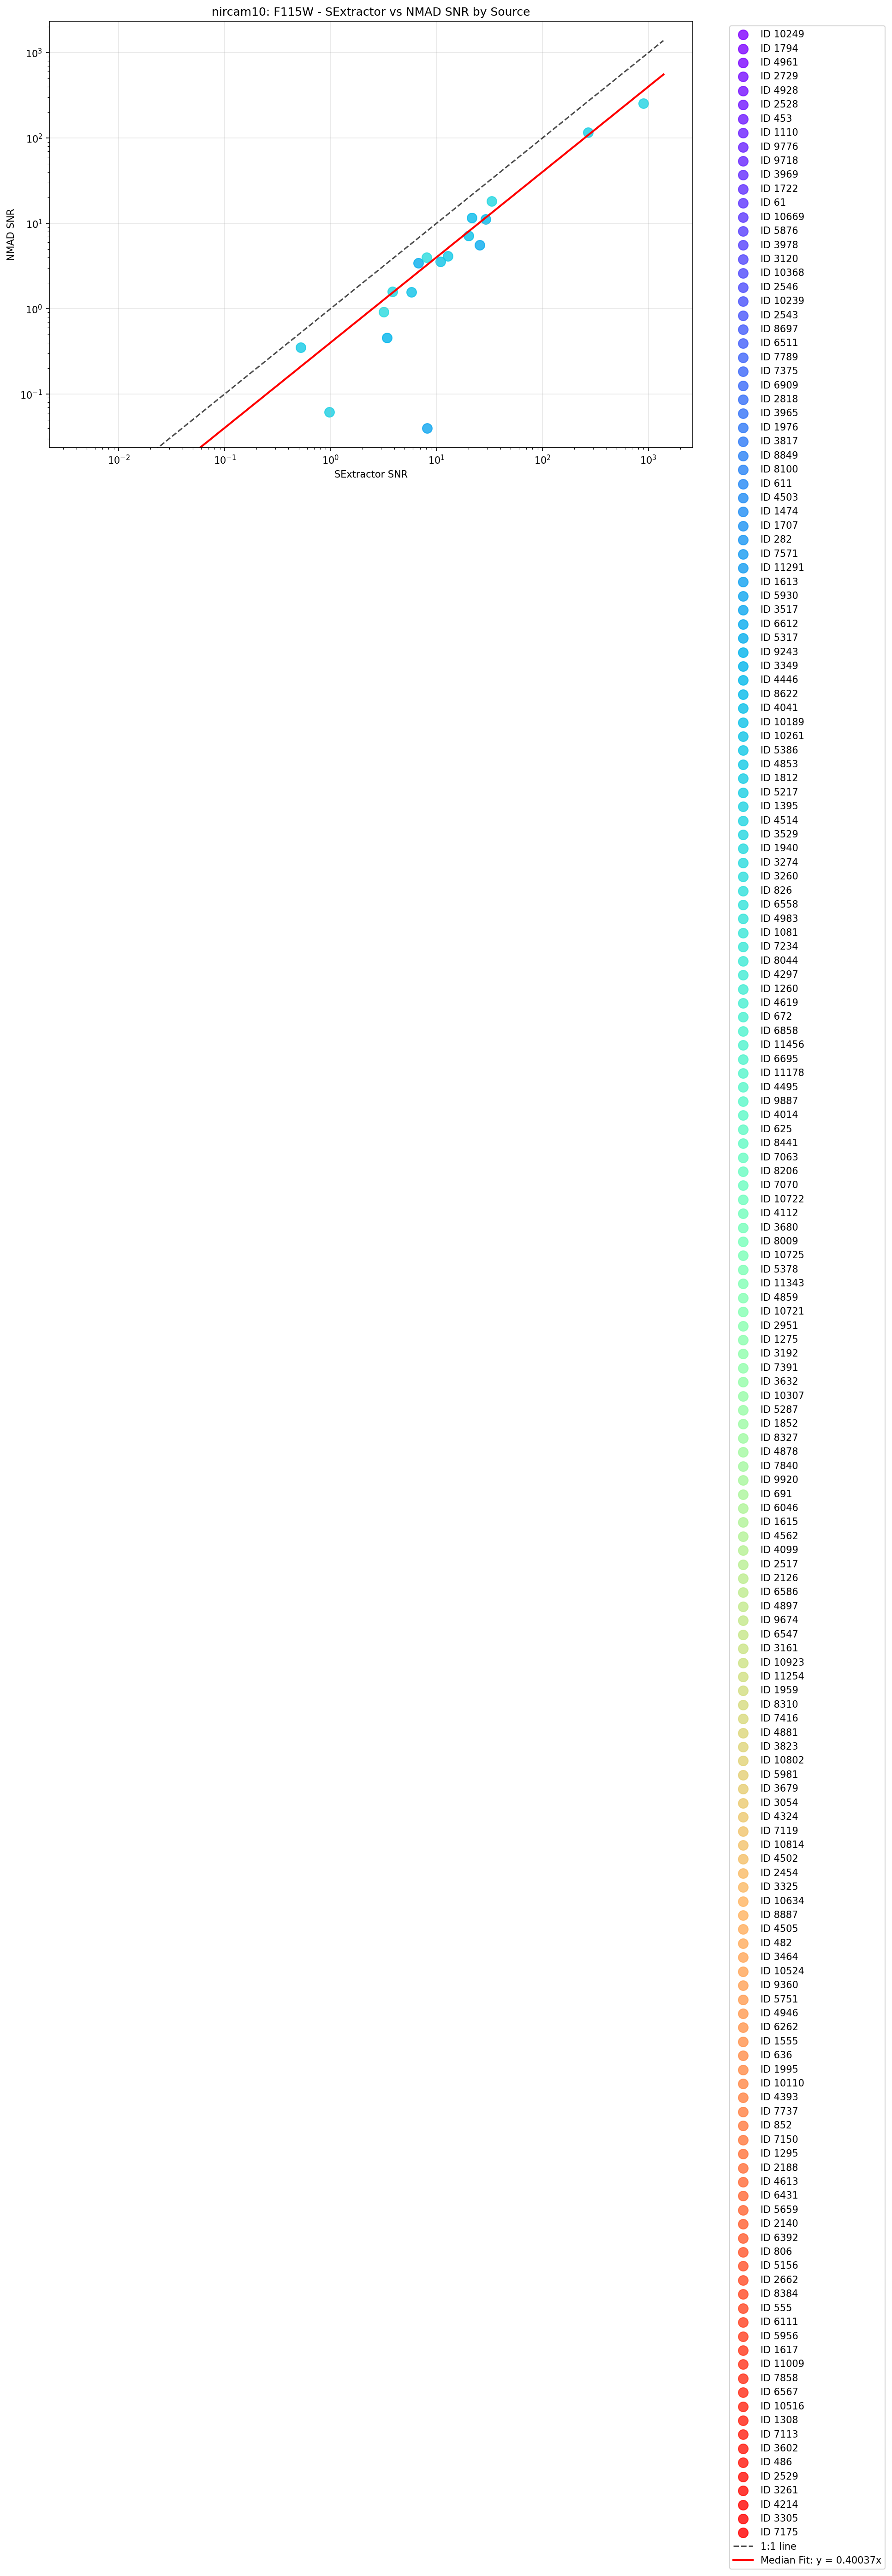 nircam10: F115W - SExtractor vs NMAD SNR by Source
NMAD SNR
10³
10²
10¹
10⁰
10⁻¹
10⁻²
10⁻¹
10⁰
10¹
10²
10³
SExtractor SNR
ID 10249
ID 1794
ID 4961
ID 2729
ID 4928
ID 2528
ID 453
ID 1110
ID 9776
ID 9718
ID 3969
ID 1722
ID 61
ID 10669
ID 5876
ID 3978
ID 3120
ID 10368
ID 2546
ID 10239
ID 2543
ID 8697
ID 6511
ID 7789
ID 7375
ID 6909
ID 2818
ID 3965
ID 1976
ID 3817
ID 8849
ID 8100
ID 611
ID 4503
ID 1474
ID 1707
ID 282
ID 7571
ID 11291
ID 1613
ID 5930
ID 3517
ID 6612
ID 5317
ID 9243
ID 3349
ID 4446
ID 8622
ID 4041
ID 10189
ID 10261
ID 5386
ID 4853
ID 1812
ID 5217
ID 1395
ID 4514
ID 3529
ID 1940
ID 3274
ID 3260
ID 826
ID 6558
ID 4983
ID 1081
ID 7234
ID 8044
ID 4297
ID 1260
ID 4619
ID 672
ID 6858
ID 11456
ID 6695
ID 11178
ID 4495
ID 9887
ID 4014
ID 625
ID 8441
ID 7063
ID 8206
ID 7070
ID 10722
ID 4112
ID 3680
ID 8009
ID 10725
ID 5378
ID 11343
ID 4859
ID 10721
ID 2951
ID 1275
ID 3192
ID 7391
ID 3632
ID 10307
ID 5287
ID 1852
ID 8327
ID 4878
ID 7840
ID 9920
ID 691
ID 6046
ID 1615
ID 4562
ID 4099
ID 2517
ID 2126
ID 6586
ID 4897
ID 9674
ID 6547
ID 3161
ID 10923
ID 11254
ID 1959
ID 8310
ID 7416
ID 4881
ID 3823
ID 10802
ID 5981
ID 3679
ID 3054
ID 4324
ID 7119
ID 10814
ID 4502
ID 2454
ID 3325
ID 10634
ID 8887
ID 4505
ID 482
ID 3464
ID 10524
ID 9360
ID 5751
ID 4946
ID 6262
ID 1555
ID 636
ID 1995
ID 10110
ID 4393
ID 7737
ID 852
ID 7150
ID 1295
ID 2188
ID 4613
ID 6431
ID 5659
ID 2140
ID 6392
ID 806
ID 5156
ID 2662
ID 8384
ID 555
ID 6111
ID 5956
ID 1617
ID 11009
ID 7858
ID 6567
ID 10516
ID 1308
ID 7113
ID 3602
ID 486
ID 2529
ID 3261
ID 4214
ID 3305
ID 7175
1:1 line
Median Fit: y = 0.40037x